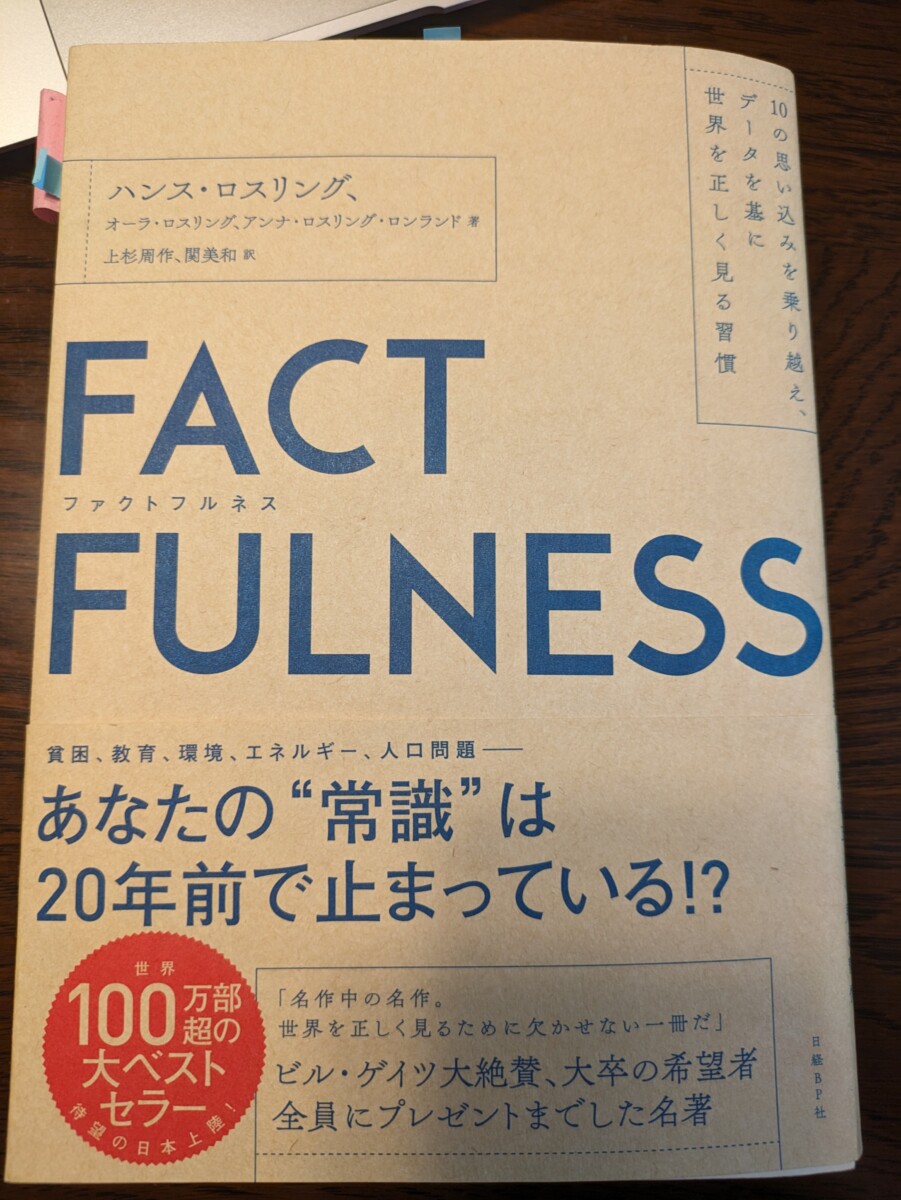 10の思い込みを乗り越え、
データを基に
世界を正しく見る習慣
ハンス・ロスリング、
オーラ・ロスリング、アンナ・ロスリング・ロンランド 著
上杉周作、関美和 訳
FACT
ファクトフルネス
FULNESS
貧困、教育、環境、エネルギー、人口問題——
あなたの“常識”は
20年前で止まっている!?
世界
100万部
超の
大ベスト
セラー
待望の日本上陸!
「名作中の名作。
世界を正しく見るために欠かせない一冊だ」
ビル・ゲイツ大絶賛、大卒の希望者
全員にプレゼントまでした名著
日経BP社